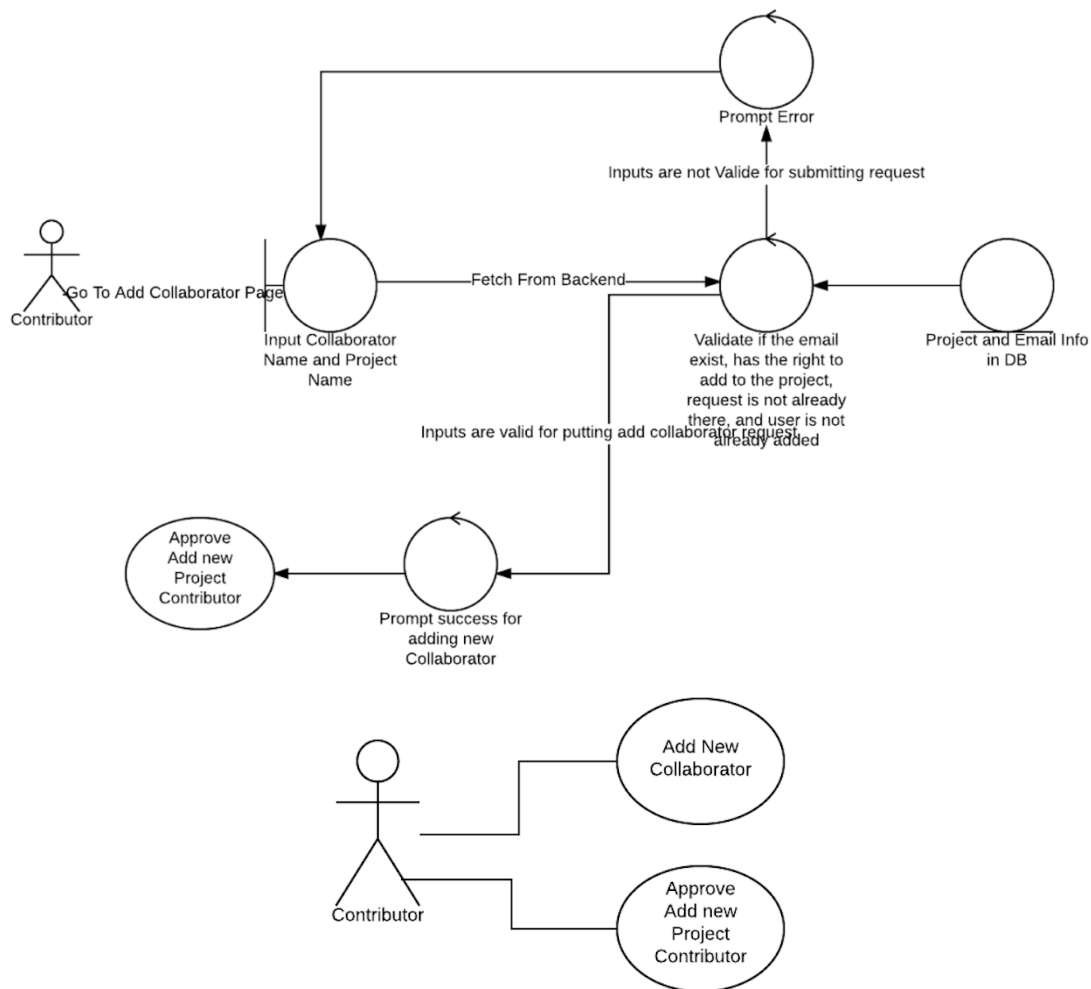 Prompt Error
Inputs are not Valide for submitting request
Go To Add Collaborator Page
Contributor
Fetch From Backend
Input Collaborator
Name and Project
Name
Validate if the email
exist, has the right to
add to the project,
request is not already
there, and user is not
already added
Project and Email Info
in DB
Inputs are valid for putting add collaborator request
Approve
Add new
Project
Contributor
Prompt success for
adding new
Collaborator
Add New
Collaborator
Contributor
Approve
Add new
Project
Contributor